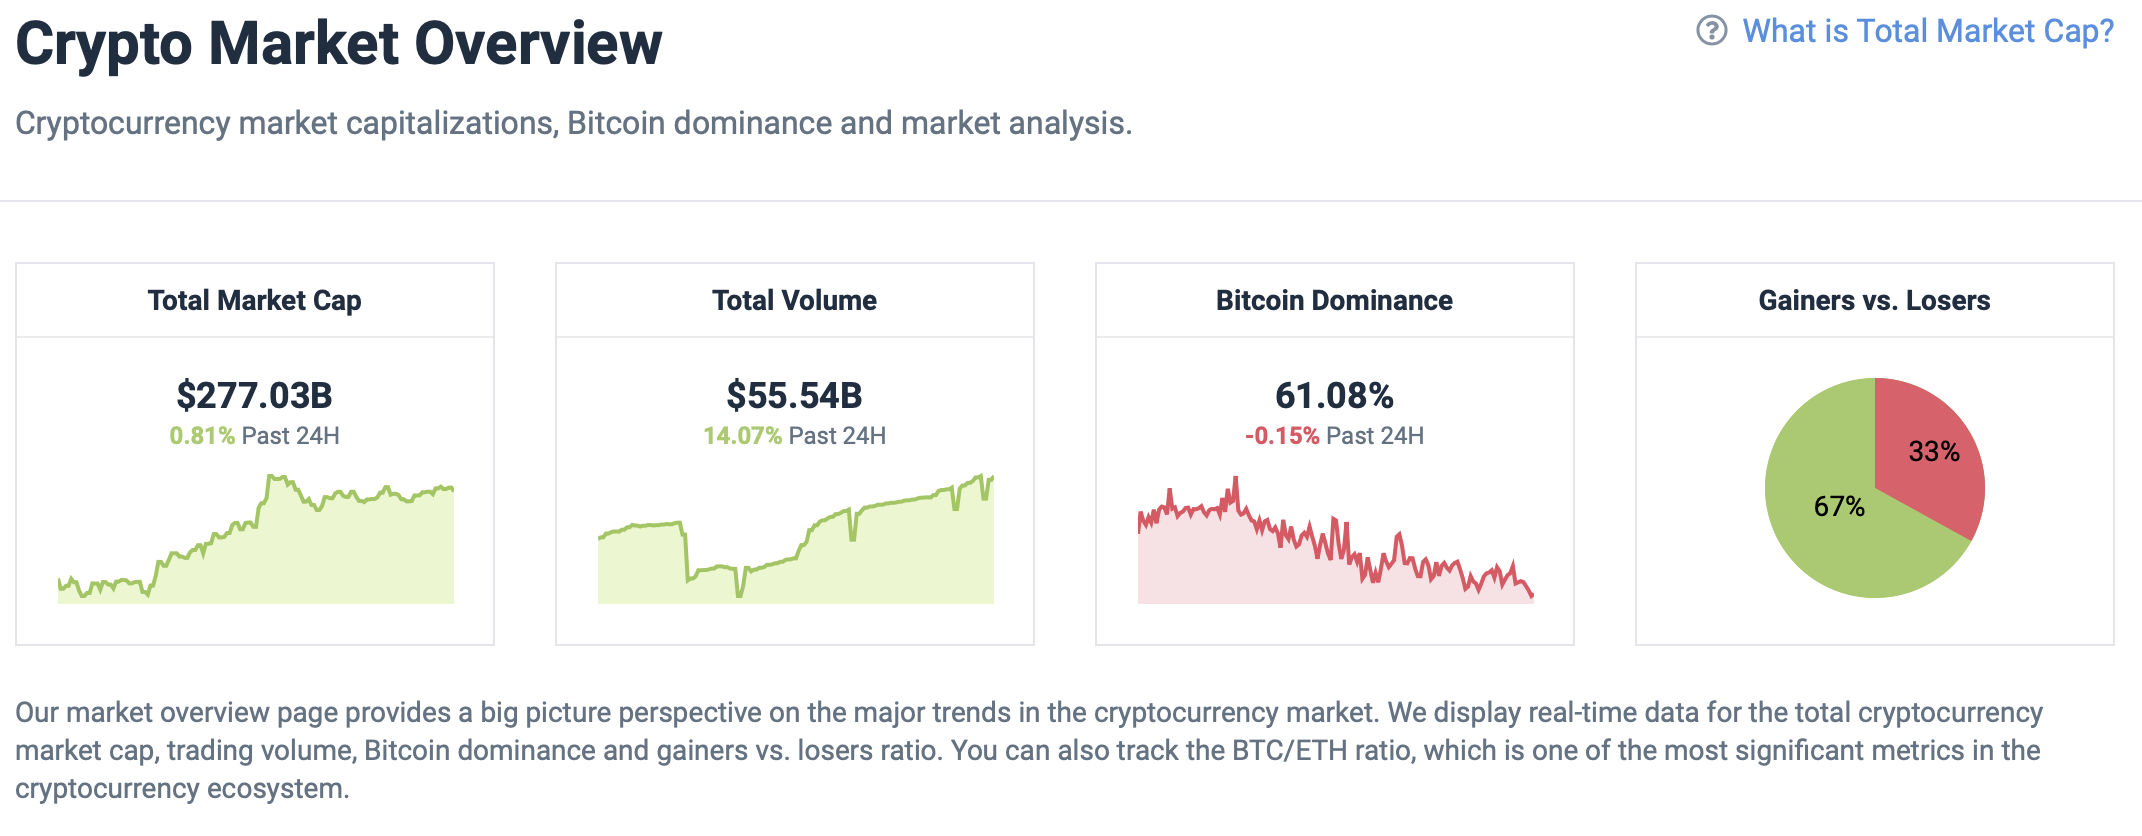 Crypto Market Overview
What is Total Market Cap?
Cryptocurrency market capitalizations, Bitcoin dominance and market analysis.
Total Market Cap
$277.03B
0.81% Past 24H
Total Volume
$55.54B
14.07% Past 24H
Bitcoin Dominance
61.08%
-0.15% Past 24H
Gainers vs. Losers
33%
67%
Our market overview page provides a big picture perspective on the major trends in the cryptocurrency market. We display real-time data for the total cryptocurrency
market cap, trading volume, Bitcoin dominance and gainers vs. losers ratio. You can also track the BTC/ETH ratio, which is one of the most significant metrics in the
cryptocurrency ecosystem.